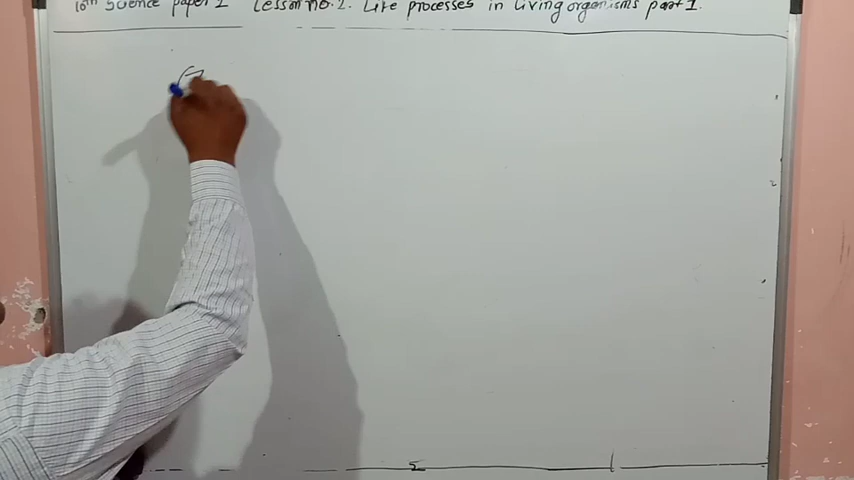 10th Science paper 2 Lesson no. 2. Life processes in Living organisms part 1.